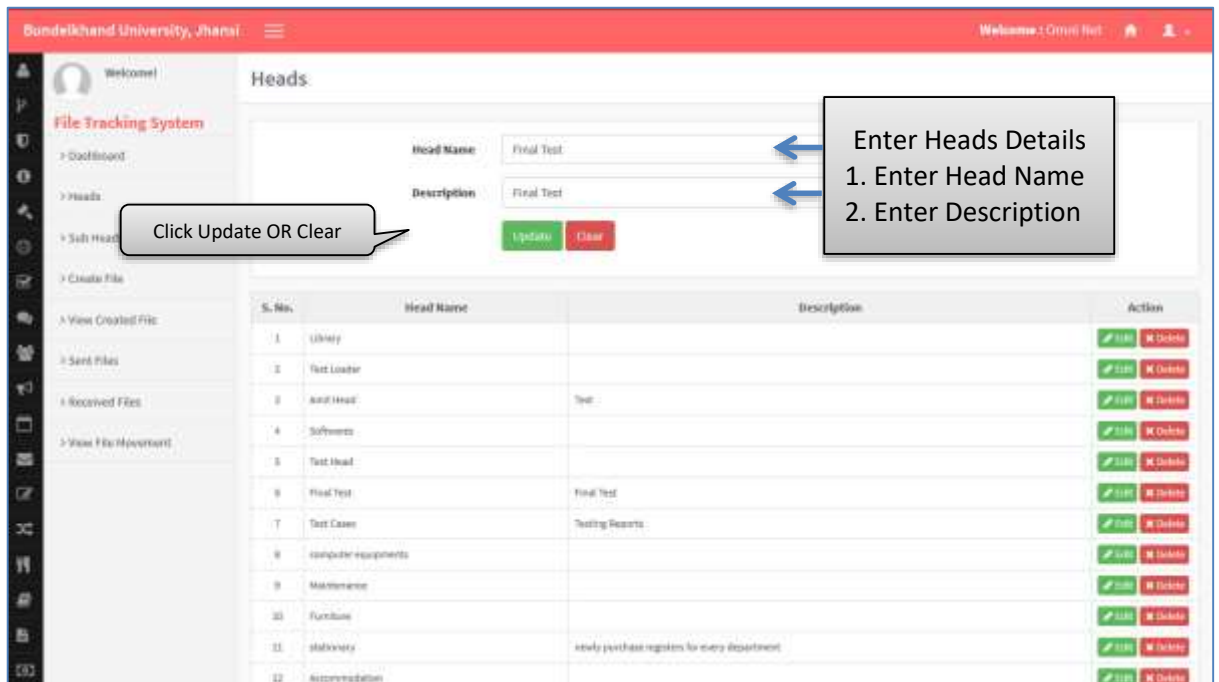 Bundelkhand University, Jhansi
Welcome : Omni Net
Welcome!
File Tracking System
> Dashboard
> Heads
> Sub Head
> Create File
> View Created File
> Sent Files
> Received Files
> View File Movement
Heads
Head Name Final Test
Description Final Test
Update Clear
Click Update OR Clear
Enter Heads Details
1. Enter Head Name
2. Enter Description
S. No. Head Name Description Action
1 Library Edit Delete
2 Test Loader Edit Delete
3 Amit Head Test Edit Delete
4 Softwares Edit Delete
5 Test Head Edit Delete
6 Final Test Final Test Edit Delete
7 Test Cases Testing Reports Edit Delete
8 computer equipments Edit Delete
9 Maintenance Edit Delete
10 Furniture Edit Delete
11 stationary newly purchase registers for every department Edit Delete
12 Accommodation Edit Delete